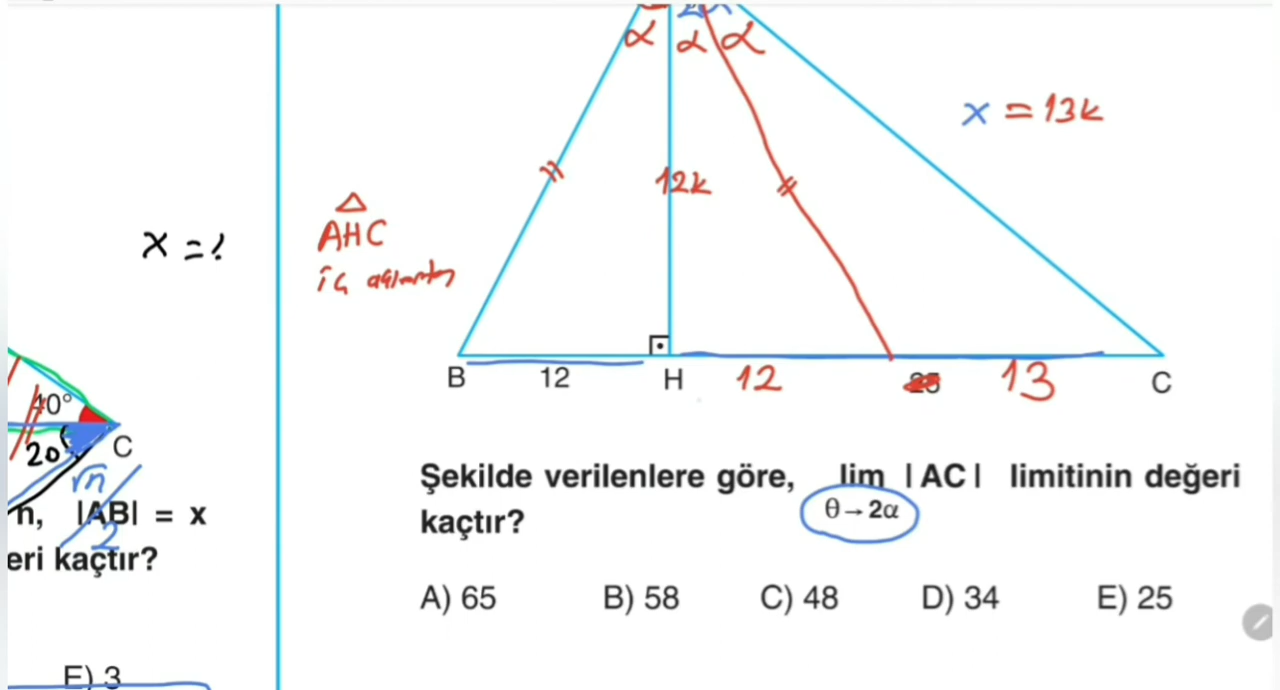 α α α
x = 13k
12k
x = ?
AHC
iç
B 12 H 12 13 C
40°
20
C
√n
n, |AB| = x
2
eri kaçtır?
E) 3
Şekilde verilenlere göre, lim |AC| limitinin değeri
θ→2α
kaçtır?
A) 65 B) 58 C) 48 D) 34 E) 25